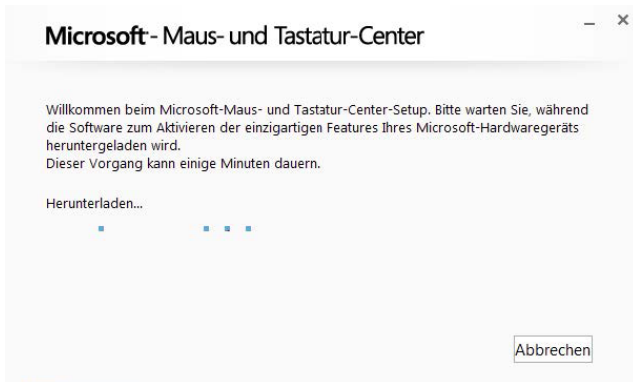 Microsoft - Maus- und Tastatur-Center
Willkommen beim Microsoft-Maus- und Tastatur-Center-Setup. Bitte warten Sie, während
die Software zum Aktivieren der einzigartigen Features Ihres Microsoft-Hardwaregeräts
heruntergeladen wird.
Dieser Vorgang kann einige Minuten dauern.
Herunterladen...
Abbrechen